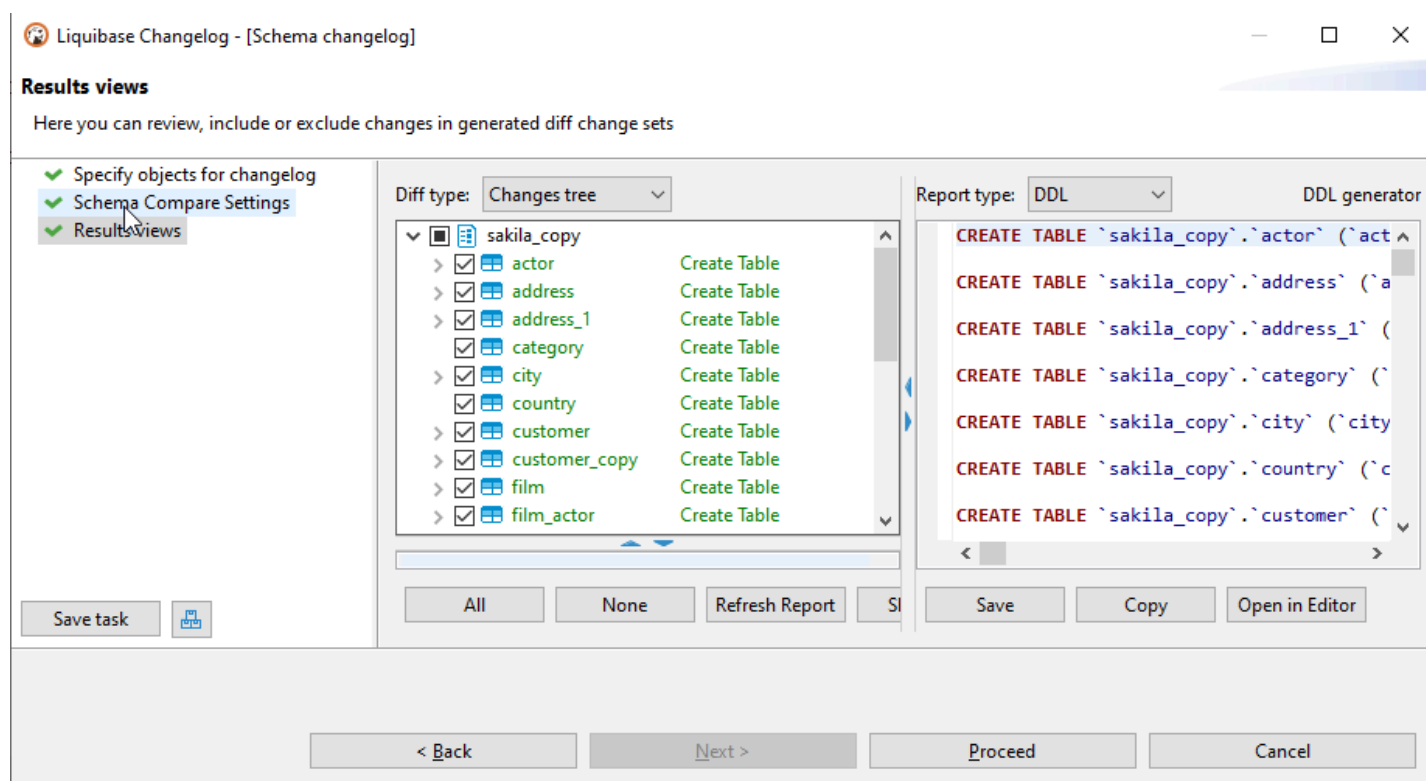 Liquibase Changelog - [Schema changelog]
Results views
Here you can review, include or exclude changes in generated diff change sets
Specify objects for changelog
Schema Compare Settings
Results views
Diff type: Changes tree
sakila_copy
actor Create Table
address Create Table
address_1 Create Table
category Create Table
city Create Table
country Create Table
customer Create Table
customer_copy Create Table
film Create Table
film_actor Create Table
Report type: DDL DDL generator
CREATE TABLE `sakila_copy`.`actor` (`act
CREATE TABLE `sakila_copy`.`address` (`a
CREATE TABLE `sakila_copy`.`address_1` (
CREATE TABLE `sakila_copy`.`category` (`
CREATE TABLE `sakila_copy`.`city` (`city
CREATE TABLE `sakila_copy`.`country` (`c
CREATE TABLE `sakila_copy`.`customer` (`
All None Refresh Report
Save Copy Open in Editor
Save task
< Back Next > Proceed Cancel